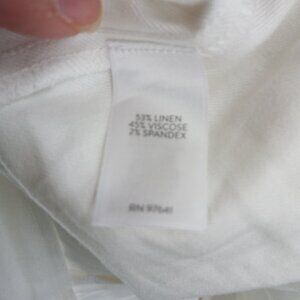 53% LINEN
45% VISCOSE
2% SPANDEX
RN 97641